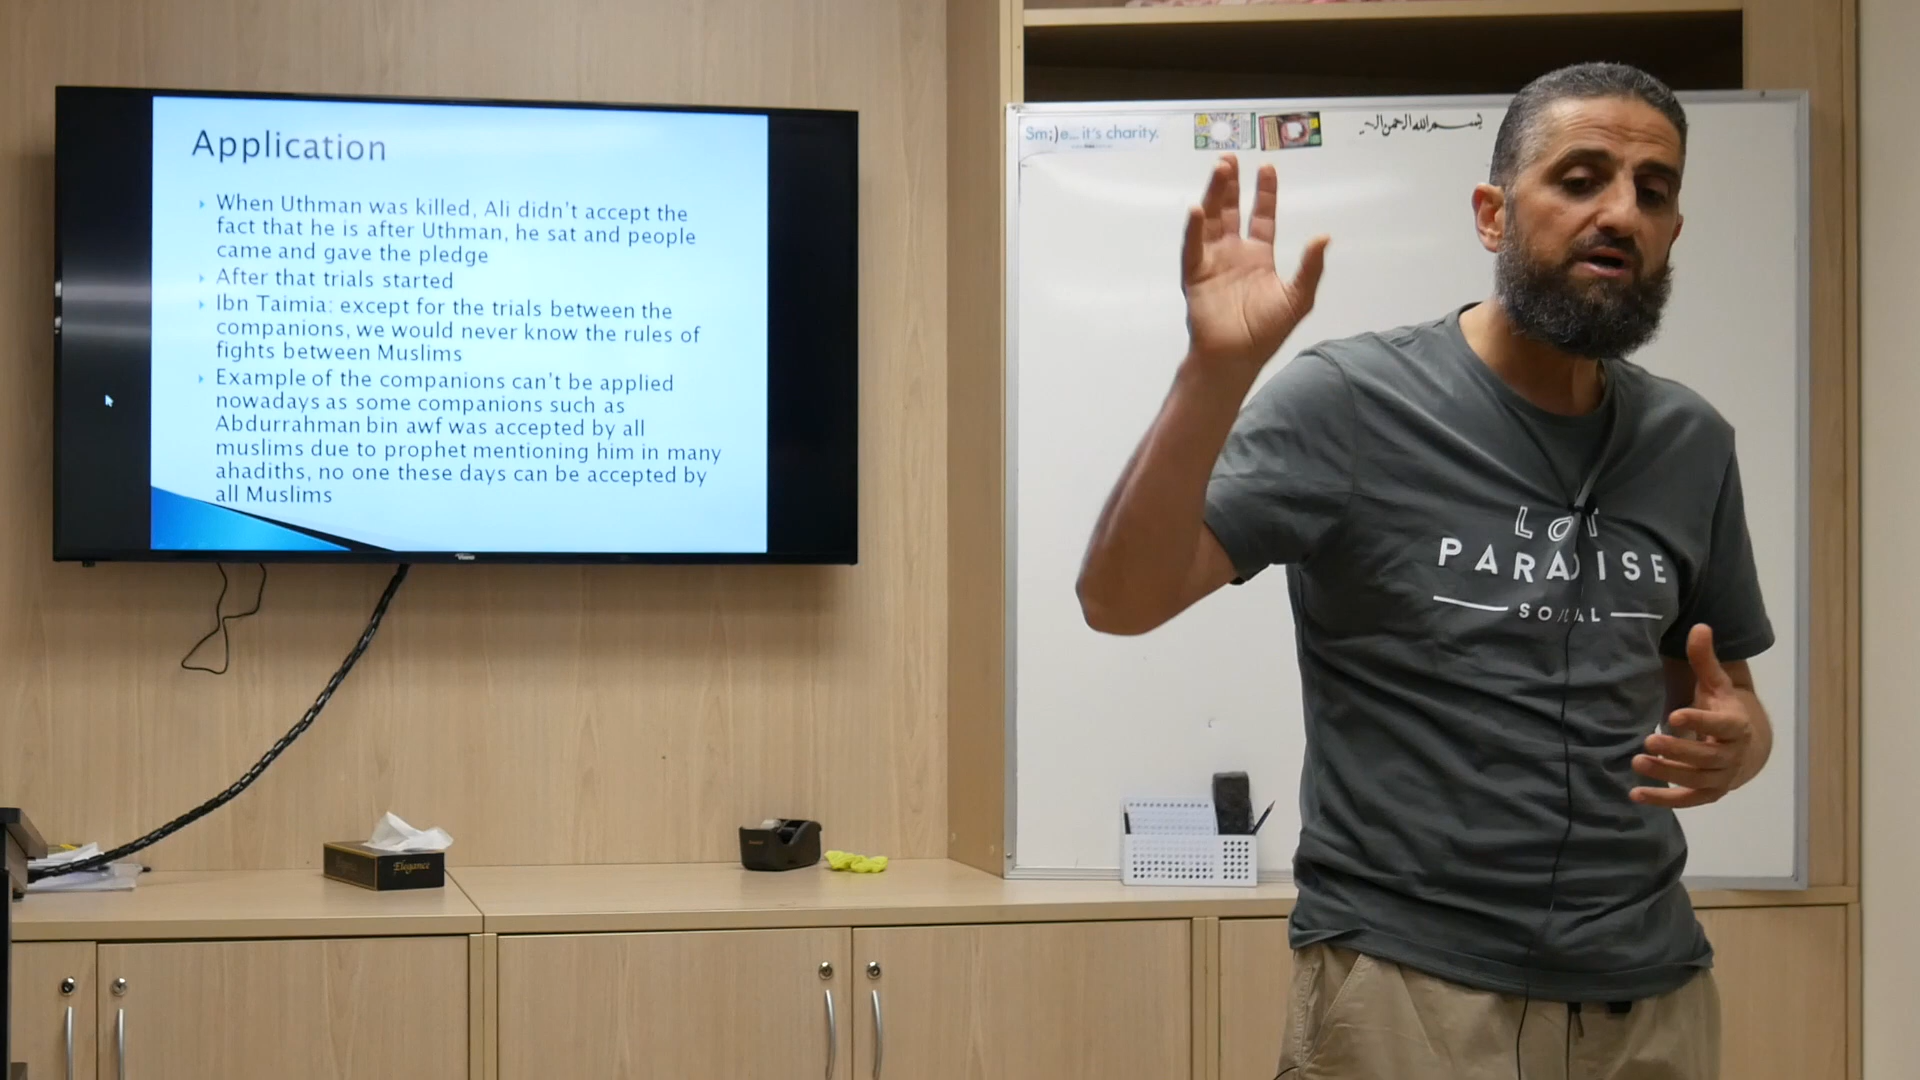 Application
When Uthman was killed, Ali didn't accept the
fact that he is after Uthman, he sat and people
came and gave the pledge
After that trials started
Ibn Taimia: except for the trials between the
companions, we would never know the rules of
fights between Muslims
Example of the companions can't be applied
nowadays as some companions such as
Abdurrahman bin awf was accepted by all
muslims due to prophet mentioning him in many
ahadiths, no one these days can be accepted by
all Muslims
Sm;)e... it's charity.
بسم الله الرحمن الر
PARADISE
Elegance